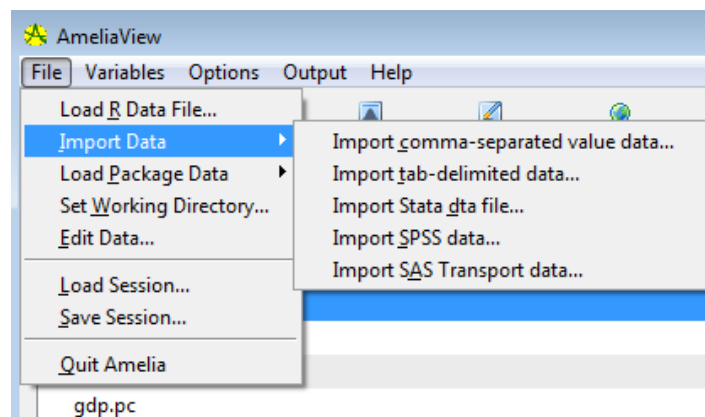 AmeliaView
File Variables Options Output Help
Load R Data File...
Import Data
Load Package Data
Set Working Directory...
Edit Data...
Load Session...
Save Session...
Quit Amelia
Import comma-separated value data...
Import tab-delimited data...
Import Stata dta file...
Import SPSS data...
Import SAS Transport data...
gdp.pc